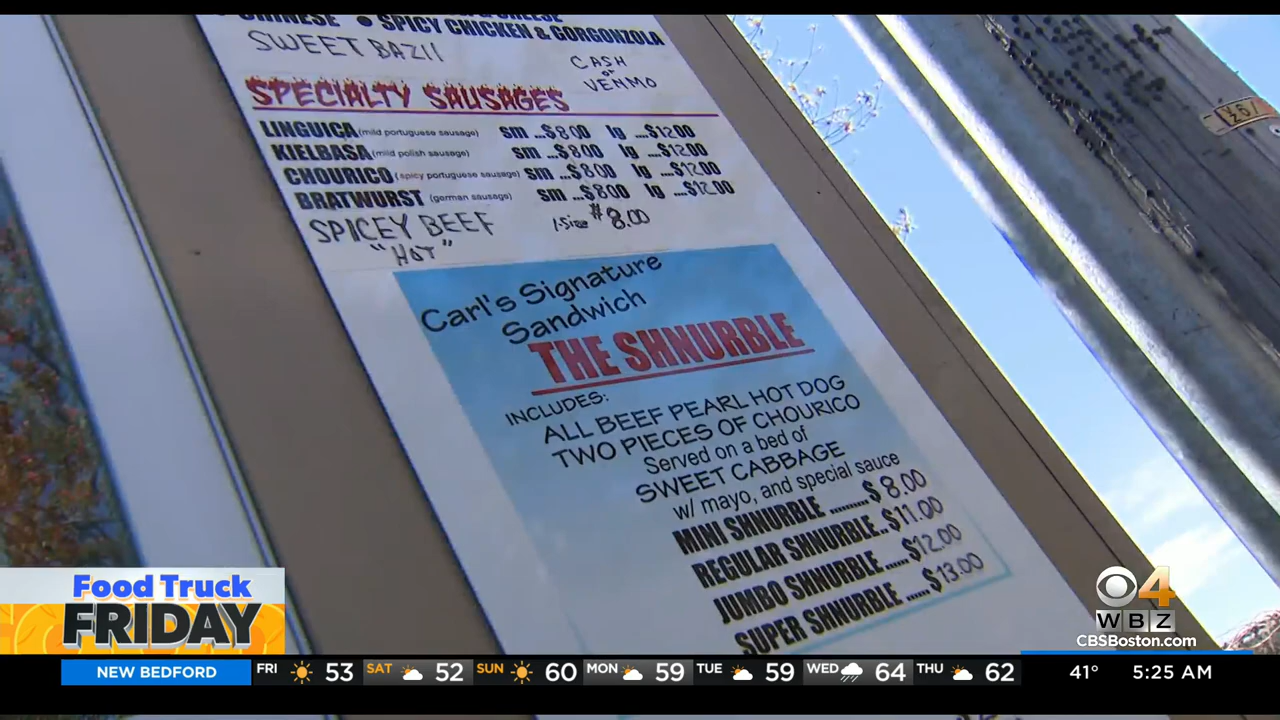 CHINESE • SPICY CHICKEN & GORGONZOLA
SWEET BAZIL
CASH
or
VENMO
SPECIALTY SAUSAGES
LINGUICA (mild portuguese sausage) sm ...$8.00 lg ....$12.00
KIELBASA (mild polish sausage) sm ...$8.00 lg ....$12.00
CHOURICO (spicy portuguese sausage) sm ...$8.00 lg ....$12.00
BRATWURST (german sausage) sm ...$8.00 lg ....$12.00
SPICEY BEEF 1-Size $8.00
"HOT"
Carl's Signature
Sandwich
THE SHNURBLE
INCLUDES:
ALL BEEF PEARL HOT DOG
TWO PIECES OF CHOURICO
Served on a bed of
SWEET CABBAGE
w/ mayo, and special sauce
MINI SHNURBLE .........$8.00
REGULAR SHNURBLE..$11.00
JUMBO SHNURBLE .....$12.00
SUPER SHNURBLE .....$13.00
Food Truck
FRIDAY
4
WBZ
CBSBoston.com
NEW BEDFORD FRI 53 SAT 52 SUN 60 MON 59 TUE 59 WED 64 THU 62 41° 5:25 AM